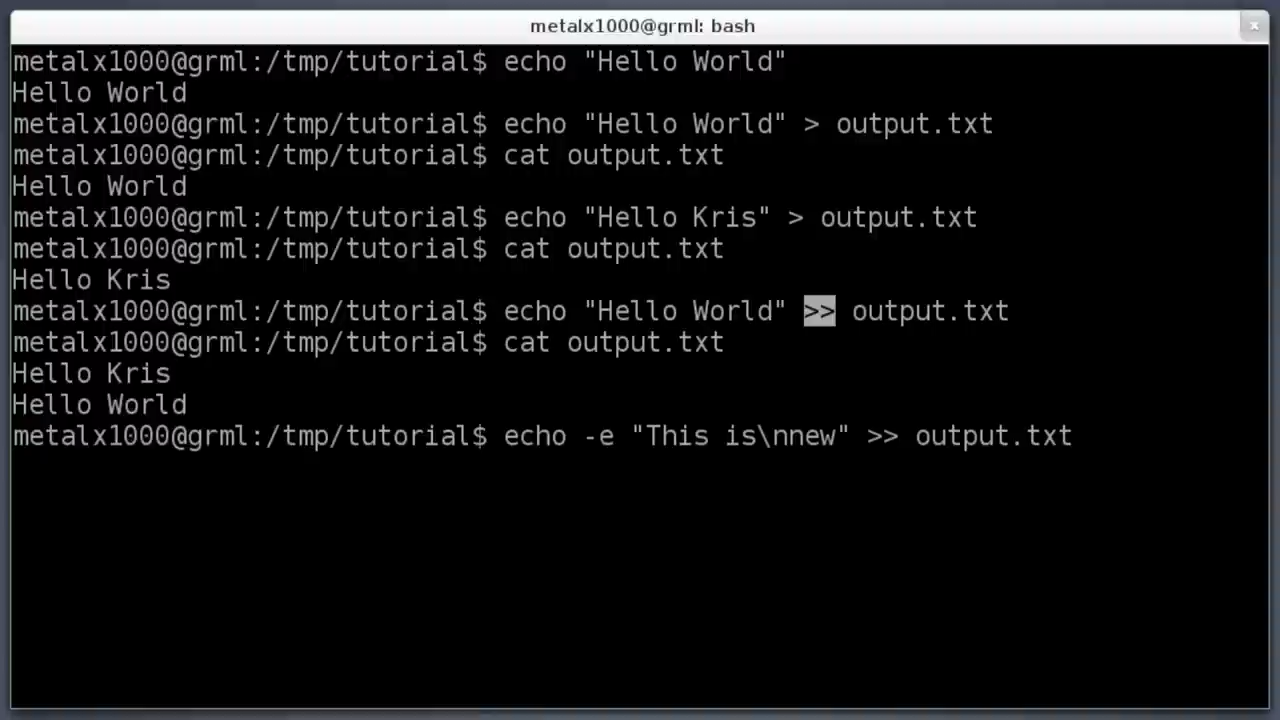 metalx1000@grml: bash
metalx1000@grml:/tmp/tutorial$ echo "Hello World"
Hello World
metalx1000@grml:/tmp/tutorial$ echo "Hello World" > output.txt
metalx1000@grml:/tmp/tutorial$ cat output.txt
Hello World
metalx1000@grml:/tmp/tutorial$ echo "Hello Kris" > output.txt
metalx1000@grml:/tmp/tutorial$ cat output.txt
Hello Kris
metalx1000@grml:/tmp/tutorial$ echo "Hello World" >> output.txt
metalx1000@grml:/tmp/tutorial$ cat output.txt
Hello Kris
Hello World
metalx1000@grml:/tmp/tutorial$ echo -e "This is\nnew" >> output.txt